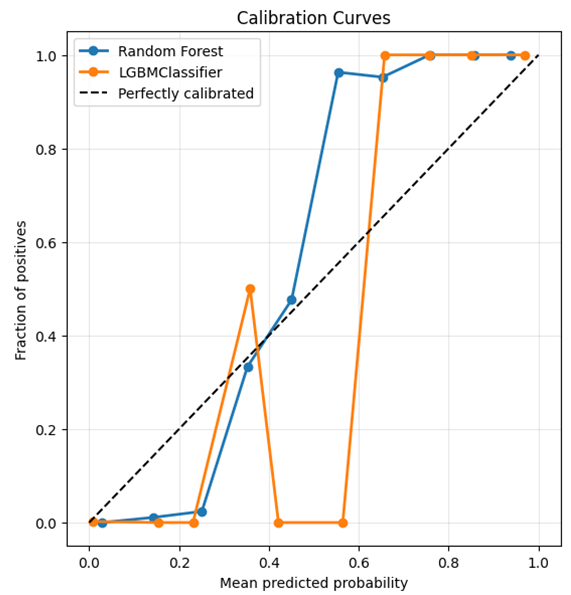 Calibration Curves
Random Forest
LGBMClassifier
Perfectly calibrated
Fraction of positives
1.0
0.8
0.6
0.4
0.2
0.0
0.0 0.2 0.4 0.6 0.8 1.0
Mean predicted probability